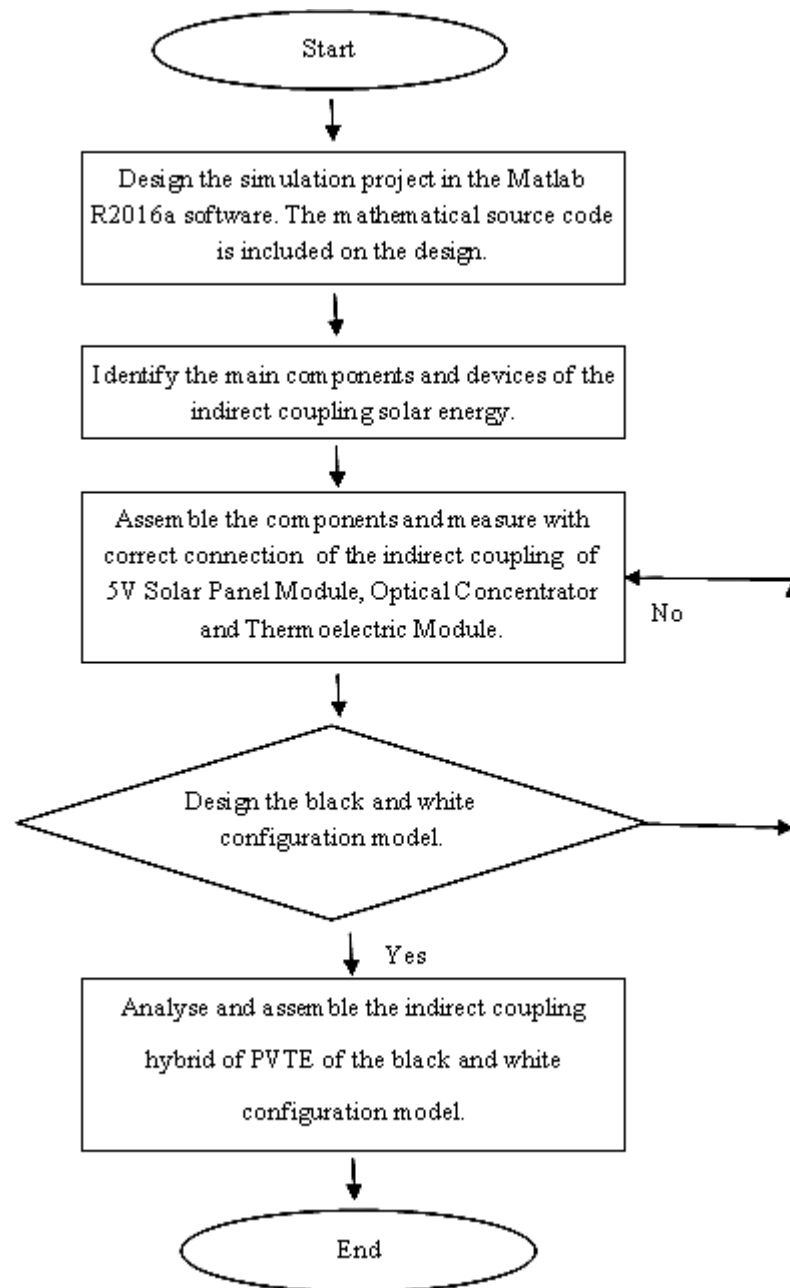 Start
Design the simulation project in the Matlab
R2016a software. The mathematical source code
is included on the design.
Identify the main components and devices of the
indirect coupling solar energy.
Assemble the components and measure with
correct connection of the indirect coupling of
5V Solar Panel Module, Optical Concentrator
and Thermoelectric Module.
No
Design the black and white
configuration model.
Yes
Analyse and assemble the indirect coupling
hybrid of PVTE of the black and white
configuration model.
End